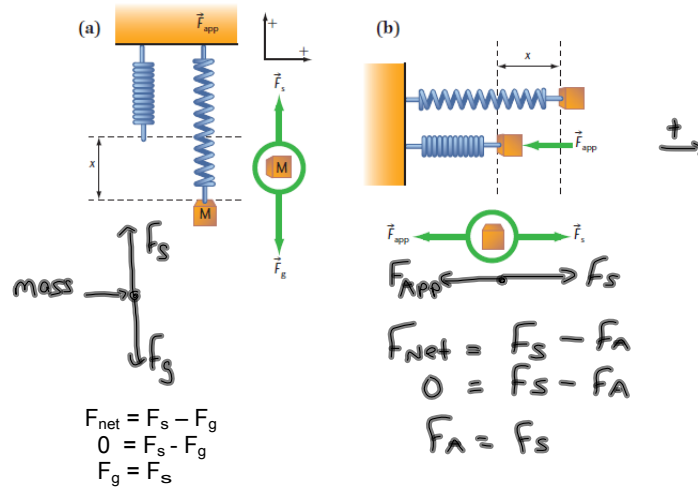 (a)
F⃗app
+
+
F⃗s
x
M
M
F⃗g
Fs
mass
Fg
Fnet = Fs – Fg
0 = Fs - Fg
Fg = Fs
(b)
x
F⃗app
+
F⃗app
F⃗s
FApp
Fs
FNet = Fs – FA
0 = Fs – FA
FA = Fs